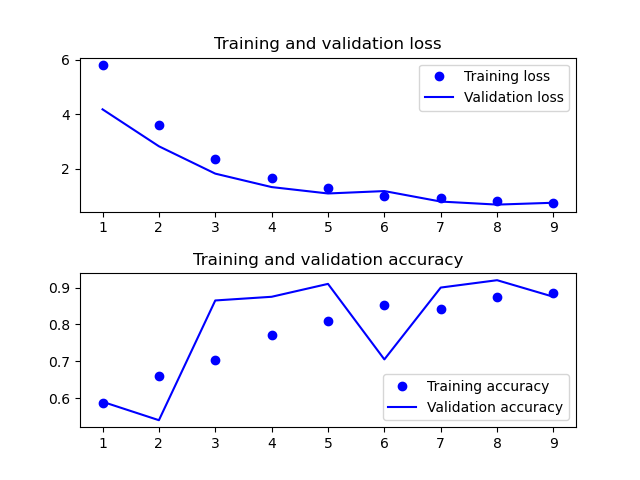 Training and validation loss
6
4
2
Training loss
Validation loss
1 2 3 4 5 6 7 8 9
Training and validation accuracy
0.9
0.8
0.7
0.6
Training accuracy
Validation accuracy
1 2 3 4 5 6 7 8 9